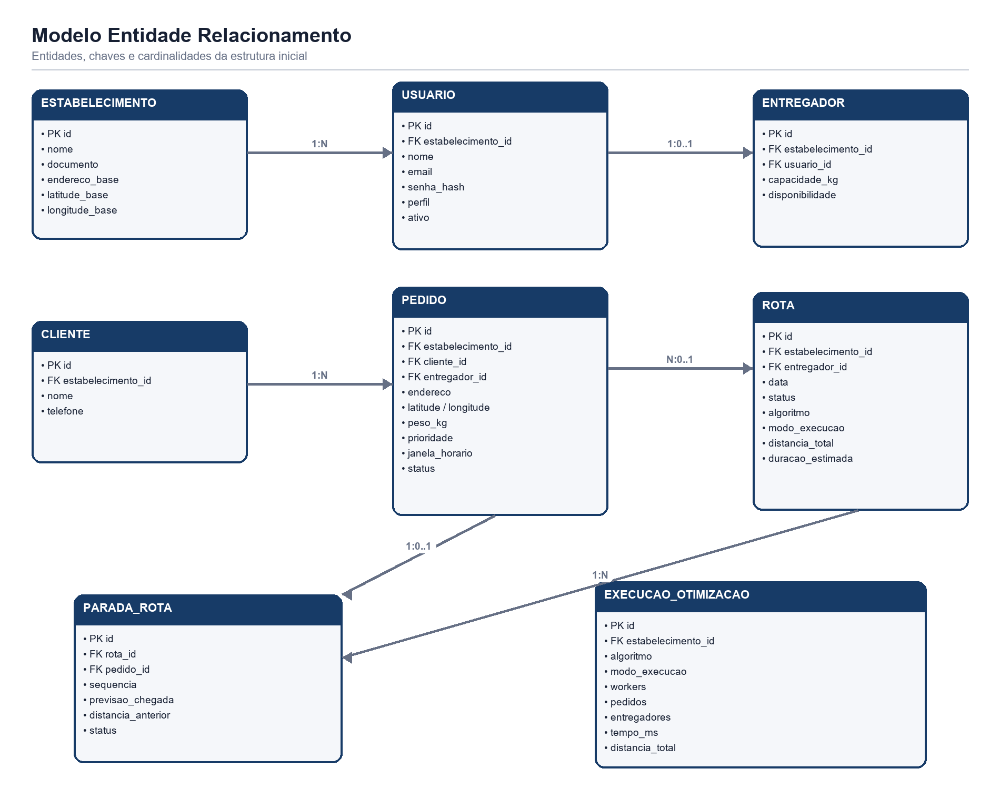 Modelo Entidade Relacionamento
Entidades, chaves e cardinalidades da estrutura inicial
ESTABELECIMENTO
• PK id
• nome
• documento
• endereco_base
• latitude_base
• longitude_base
1:N
USUARIO
• PK id
• FK estabelecimento_id
• nome
• email
• senha_hash
• perfil
• ativo
1:0..1
ENTREGADOR
• PK id
• FK estabelecimento_id
• FK usuario_id
• capacidade_kg
• disponibilidade
CLIENTE
• PK id
• FK estabelecimento_id
• nome
• telefone
1:N
PEDIDO
• PK id
• FK estabelecimento_id
• FK cliente_id
• FK entregador_id
• endereco
• latitude / longitude
• peso_kg
• prioridade
• janela_horario
• status
N:0..1
ROTA
• PK id
• FK estabelecimento_id
• FK entregador_id
• data
• status
• algoritmo
• modo_execucao
• distancia_total
• duracao_estimada
1:0..1
1:N
PARADA_ROTA
• PK id
• FK rota_id
• FK pedido_id
• sequencia
• previsao_chegada
• distancia_anterior
• status
EXECUCAO_OTIMIZACAO
• PK id
• FK estabelecimento_id
• algoritmo
• modo_execucao
• workers
• pedidos
• entregadores
• tempo_ms
• distancia_total